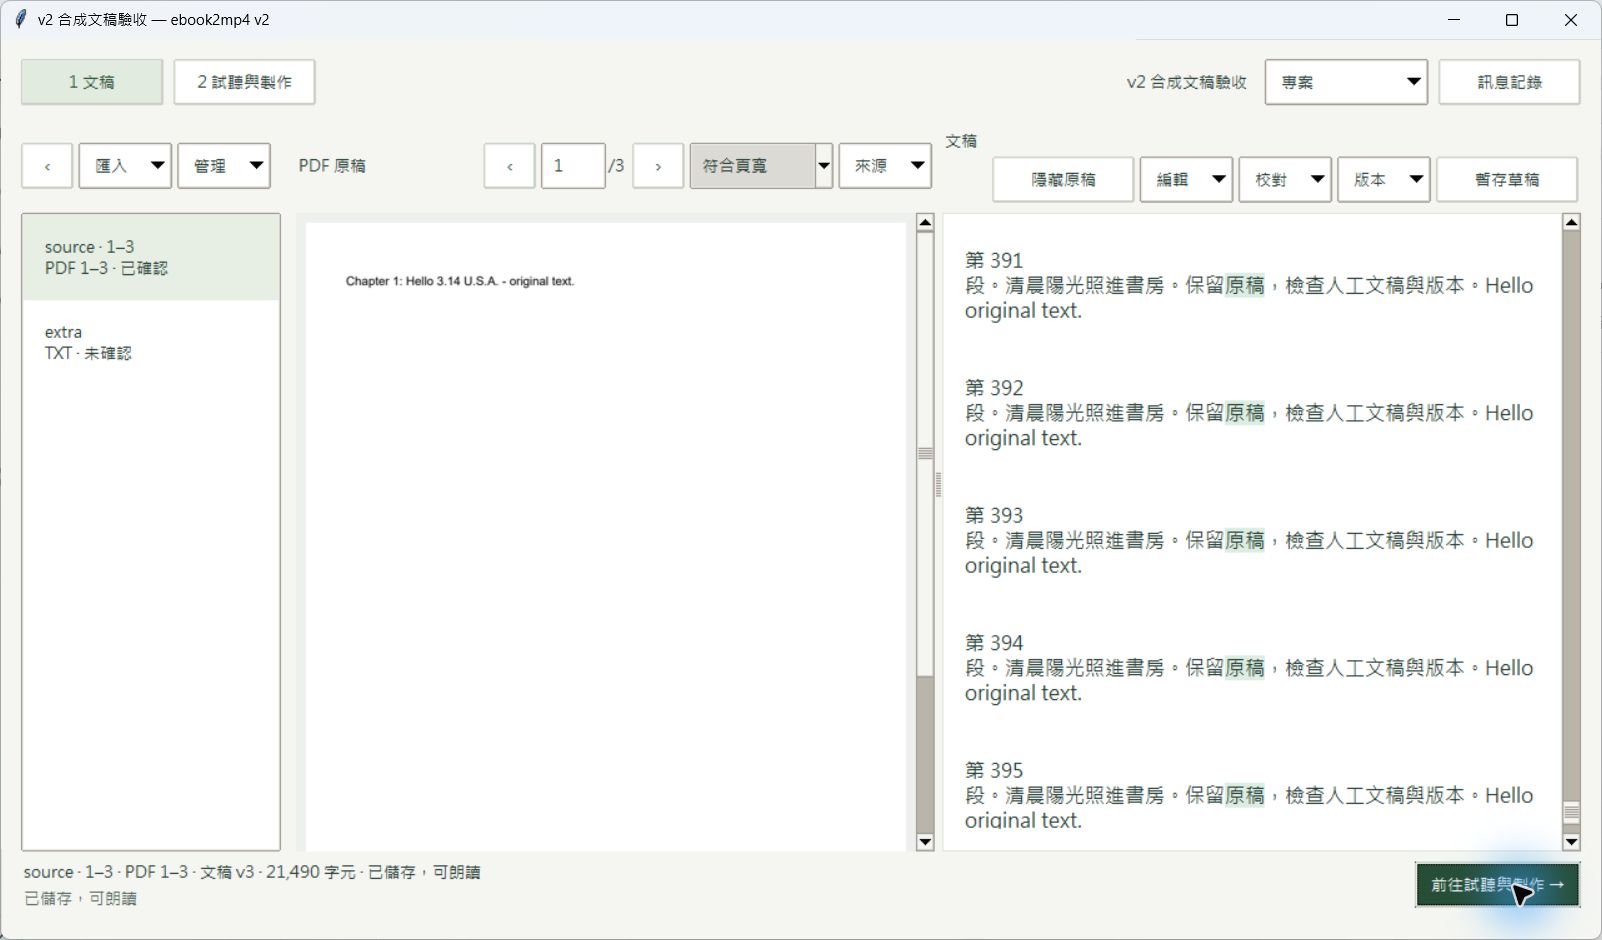 v2 合成文稿驗收 — ebook2mp4 v2
1 文稿
2 試聽與製作
v2 合成文稿驗收
專案
訊息記錄
‹
匯入
管理
PDF 原稿
‹
1
/3
›
符合頁寬
來源
文稿
隱藏原稿
編輯
校對
版本
暫存草稿
source · 1–3
PDF 1–3 · 已確認
extra
TXT · 未確認
Chapter 1: Hello 3.14 U.S.A. - original text.
第 391
段。清晨陽光照進書房。保留原稿，檢查人工文稿與版本。Hello
original text.
第 392
段。清晨陽光照進書房。保留原稿，檢查人工文稿與版本。Hello
original text.
第 393
段。清晨陽光照進書房。保留原稿，檢查人工文稿與版本。Hello
original text.
第 394
段。清晨陽光照進書房。保留原稿，檢查人工文稿與版本。Hello
original text.
第 395
段。清晨陽光照進書房。保留原稿，檢查人工文稿與版本。Hello
original text.
source · 1–3 · PDF 1–3 · 文稿 v3 · 21,490 字元 · 已儲存，可朗讀
已儲存，可朗讀
前往試聽與製作 →